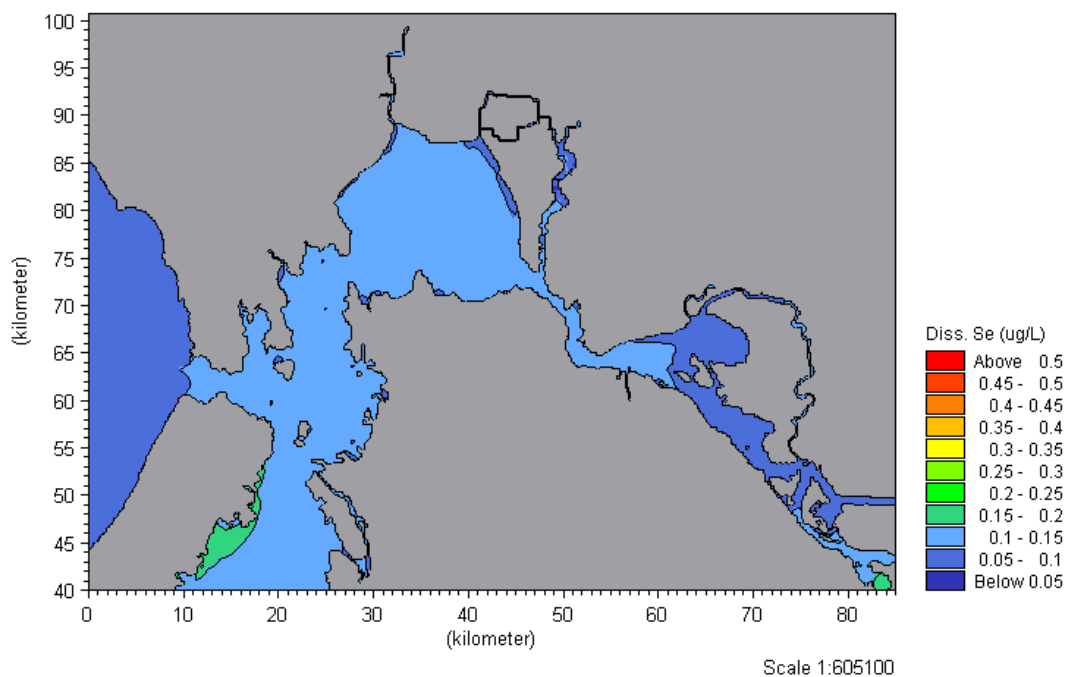 100
95
90
85
80
75
70
65
60
55
50
45
40
(kilometer)
0 10 20 30 40 50 60 70 80
(kilometer)
Scale 1:605100
Diss. Se (ug/L)
Above 0.5
0.45 - 0.5
0.4 - 0.45
0.35 - 0.4
0.3 - 0.35
0.25 - 0.3
0.2 - 0.25
0.15 - 0.2
0.1 - 0.15
0.05 - 0.1
Below 0.05